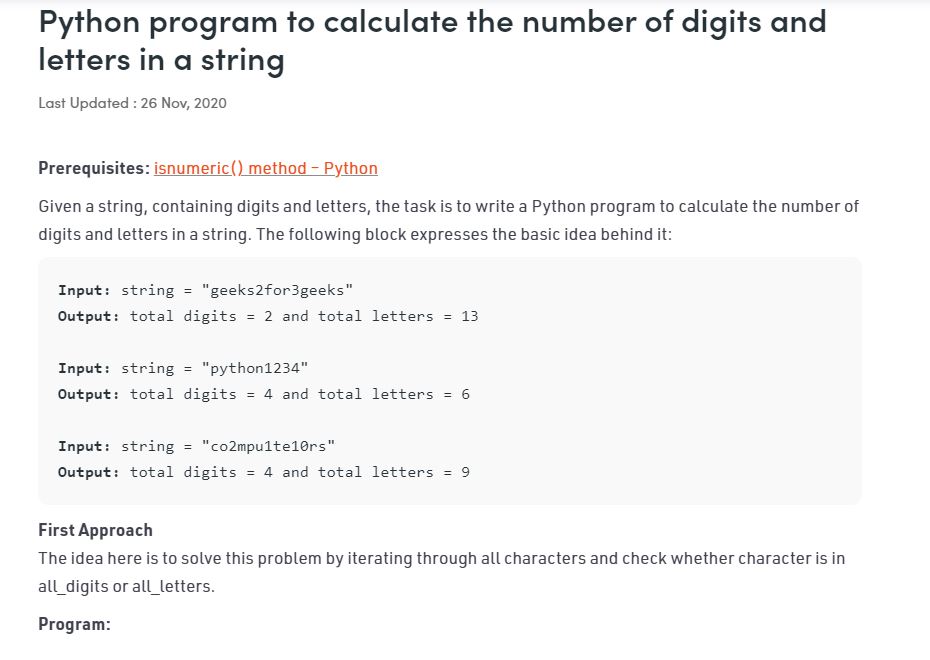 Python program to calculate the number of digits and
letters in a string
Last Updated : 26 Nov, 2020
Prerequisites: isnumeric() method – Python
Given a string, containing digits and letters, the task is to write a Python program to calculate the number of
digits and letters in a string. The following block expresses the basic idea behind it:
Input: string = "geeks2for3geeks"
Output: total digits = 2 and total letters = 13
Input: string = "python1234"
Output: total digits = 4 and total letters = 6
Input: string = "co2mpu1te10rs"
Output: total digits = 4 and total letters = 9
First Approach
The idea here is to solve this problem by iterating through all characters and check whether character is in
all_digits or all_letters.
Program: